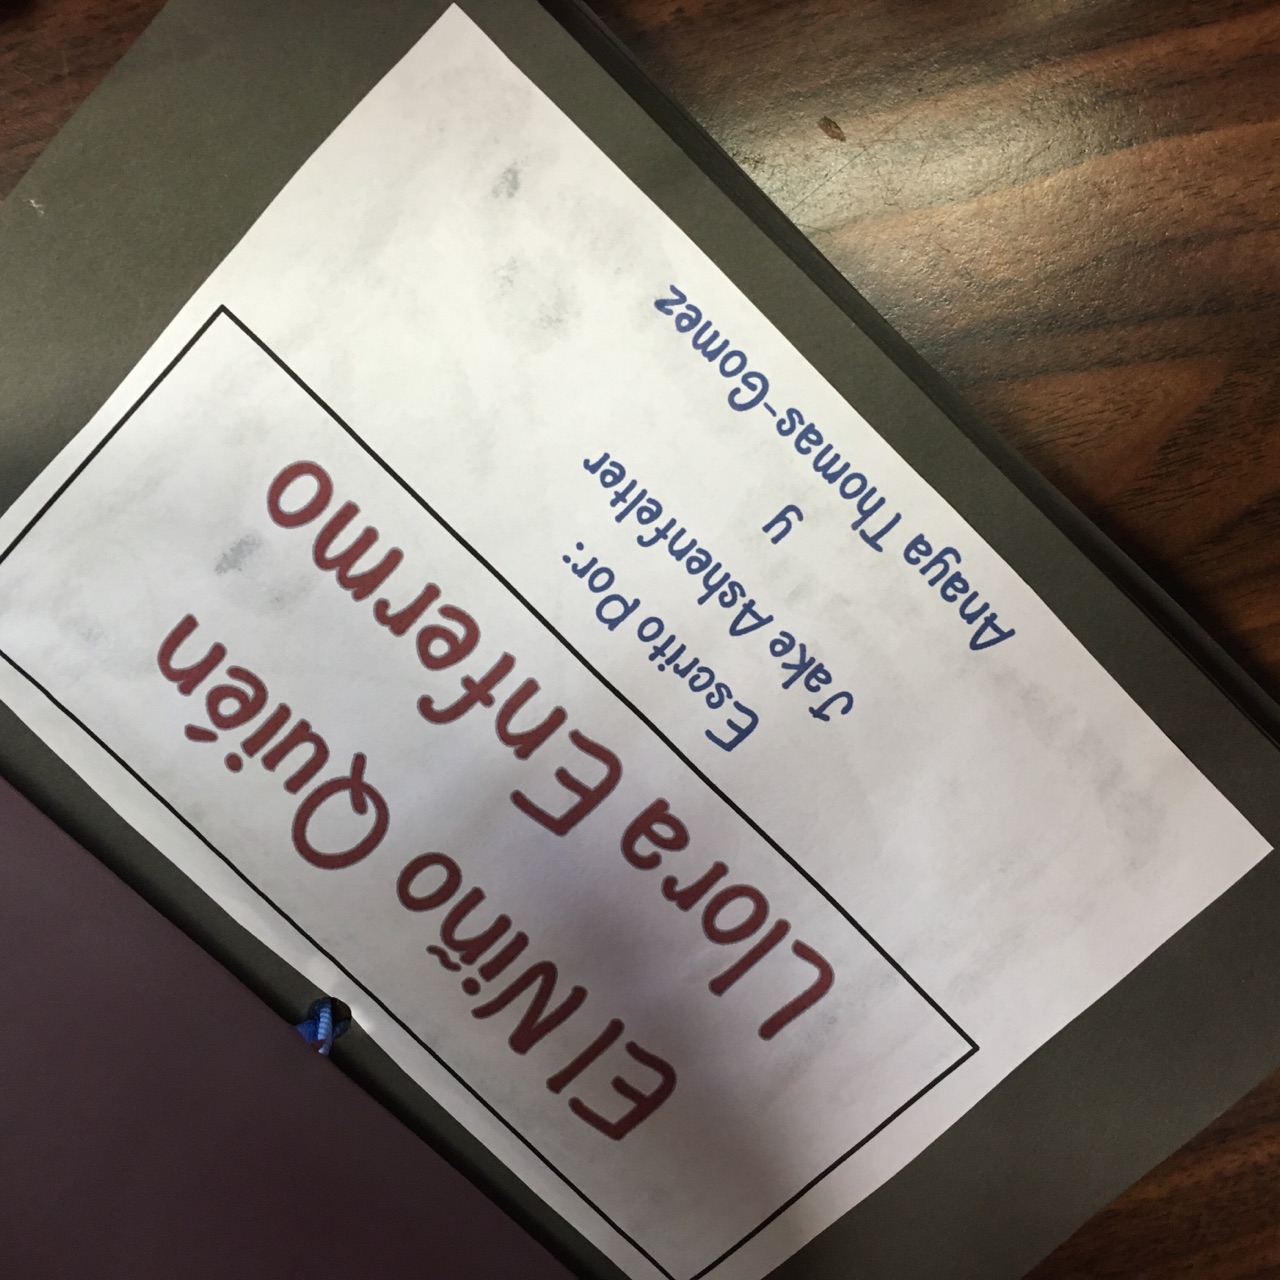 El Niño Quién
Llora Enfermo
Escrito Por:
Jake Ashenfelter
y
Anaya Thomas-Gomez